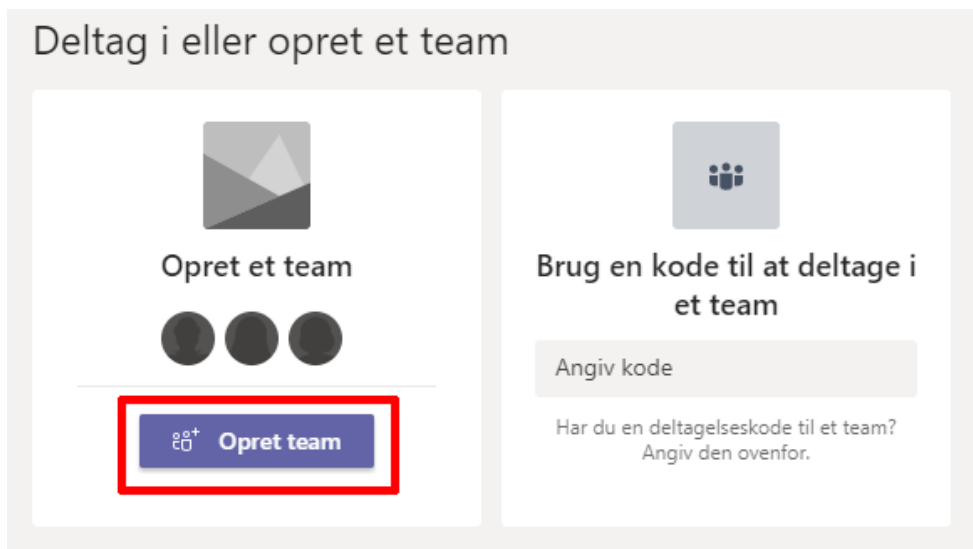 Deltag i eller opret et team
Opret et team
Opret team
Brug en kode til at deltage i
et team
Angiv kode
Har du en deltagelseskode til et team?
Angiv den ovenfor.